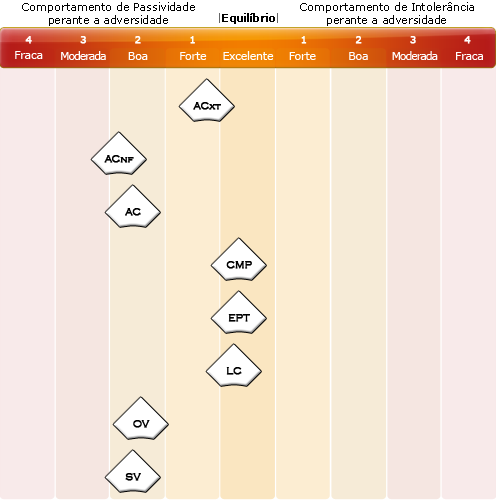 Comportamento de Passividade
perante a adversidade
|Equilíbrio|
Comportamento de Intolerância
perante a adversidade
4 3 2 1 1 2 3 4
Fraca Moderada Boa Forte Excelente Forte Boa Moderada Fraca
ACXT
ACNF
AC
CMP
EPT
LC
OV
SV